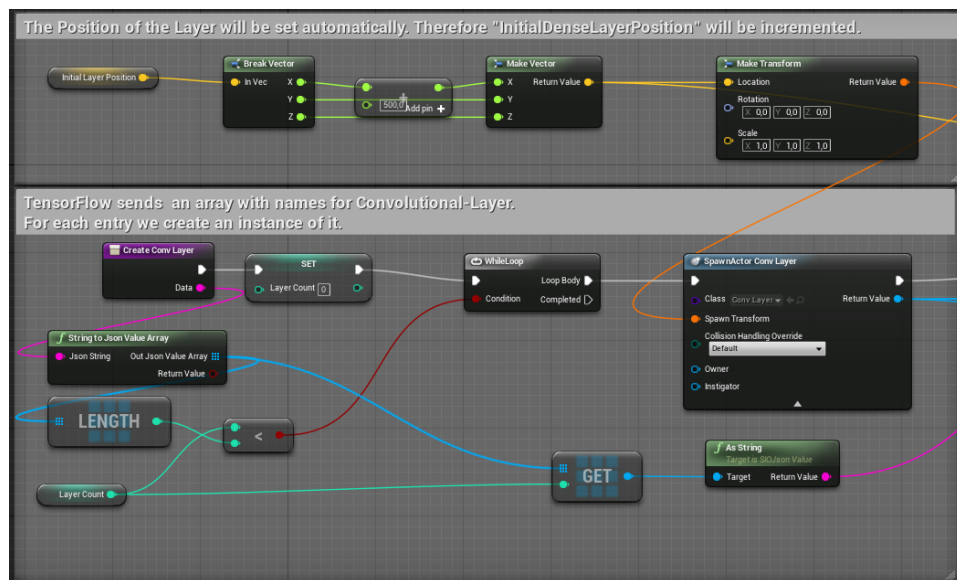 The Position of the Layer will be set automatically. Therefore "InitialDenseLayerPosition" will be incremented.
Break Vector
Make Vector
Make Transform
Initial Layer Position
In Vec
X
Y
Z
500,0
Add pin
X
Y
Z
Return Value
Location
Return Value
Rotation
X 0,0 Y 0,0 Z 0,0
Scale
X 1,0 Y 1,0 Z 1,0
TensorFlow sends an array with names for Convolutional-Layer.
For each entry we create an instance of it.
Create Conv Layer
Data
SET
Layer Count 0
WhileLoop
Loop Body
Condition
Completed
SpawnActor Conv Layer
Class Conv Layer
Return Value
Spawn Transform
Collision Handling Override
Default
Owner
Instigator
String to Json Value Array
Json String
Out Json Value Array
Return Value
LENGTH
<
Layer Count
GET
As String
Target is SIOJson Value
Target
Return Value